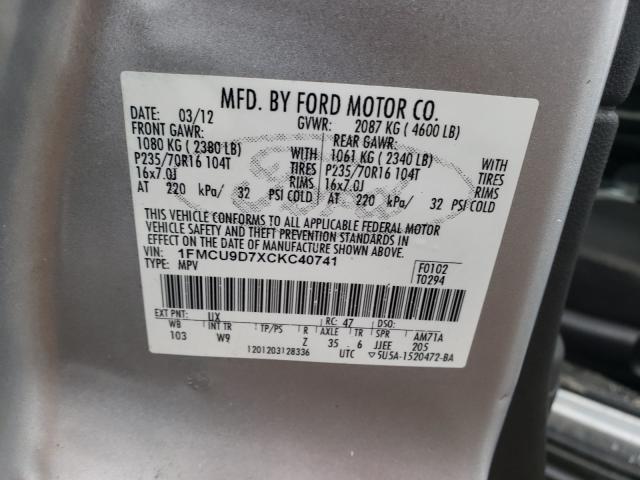 MFD. BY FORD MOTOR CO.
DATE: 03/12 GVWR: 2087 KG ( 4600 LB)
FRONT GAWR: REAR GAWR:
1080 KG ( 2380 LB) WITH 1061 KG ( 2340 LB) WITH
P235/70R16 104T TIRES P235/70R16 104T TIRES
16x7.0J RIMS 16x7.0J RIMS
AT 220 kPa/ 32 PSI COLD AT 220 kPa/ 32 PSI COLD
THIS VEHICLE CONFORMS TO ALL APPLICABLE FEDERAL MOTOR
VEHICLE SAFETY AND THEFT PREVENTION STANDARDS IN
EFFECT ON THE DATE OF MANUFACTURE SHOWN ABOVE.
VIN: 1FMCU9D7XCKC40741 F0102
TYPE: MPV T0294
EXT PNT: UX RC: 47 DSO:
WB INT TR TP/PS R AXLE TR SPR AM71A
103 W9 Z 35 6 JJEE 205
1201203128336 UTC 5U5A-1520472-BA
Ford